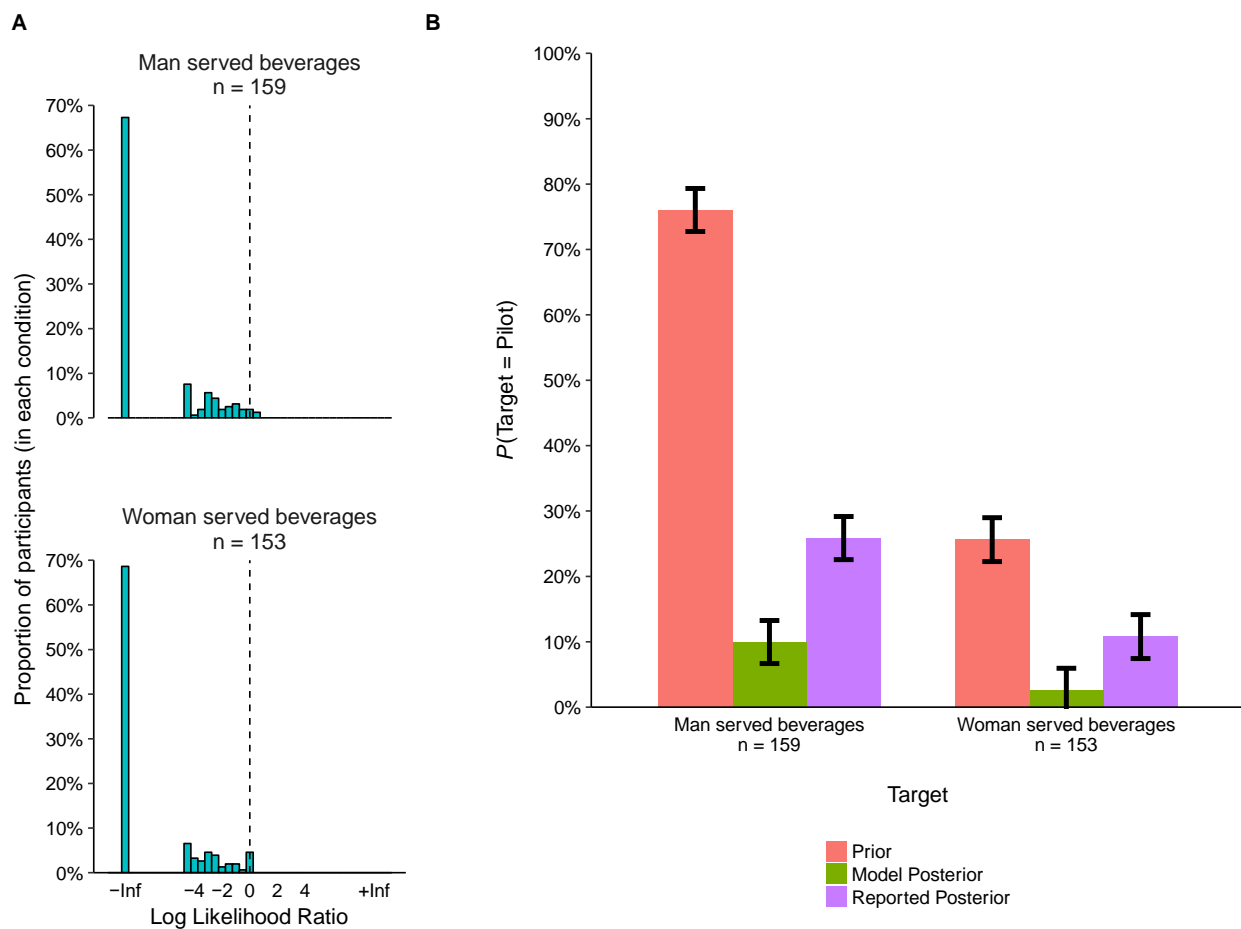 A
Man served beverages
n = 159
70%
60%
50%
40%
30%
20%
10%
0%
Woman served beverages
n = 153
70%
60%
50%
40%
30%
20%
10%
0%
−Inf −4 −2 0 2 4 +Inf
Log Likelihood Ratio
Proportion of participants (in each condition)
B
100%
90%
80%
70%
60%
50%
40%
30%
20%
10%
0%
P(Target = Pilot)
Man served beverages
n = 159
Woman served beverages
n = 153
Target
Prior
Model Posterior
Reported Posterior